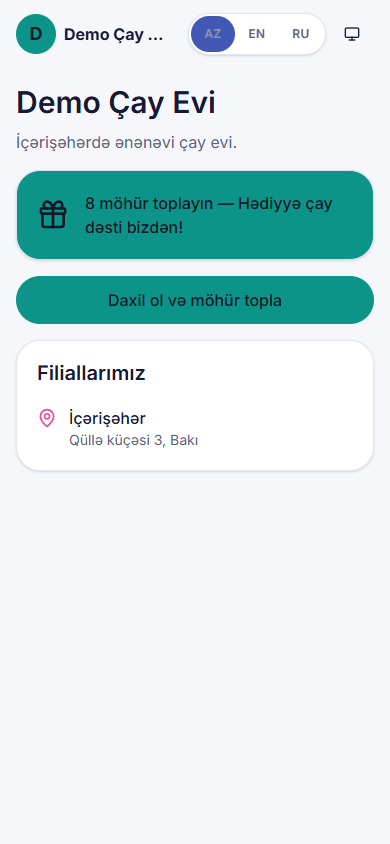 D
Demo Çay ...
AZ
EN
RU
Demo Çay Evi
İçərişəhərdə ənənəvi çay evi.
8 möhür toplayın — Hədiyyə çay
dəsti bizdən!
Daxil ol və möhür topla
Filiallarımız
İçərişəhər
Qüllə küçəsi 3, Bakı